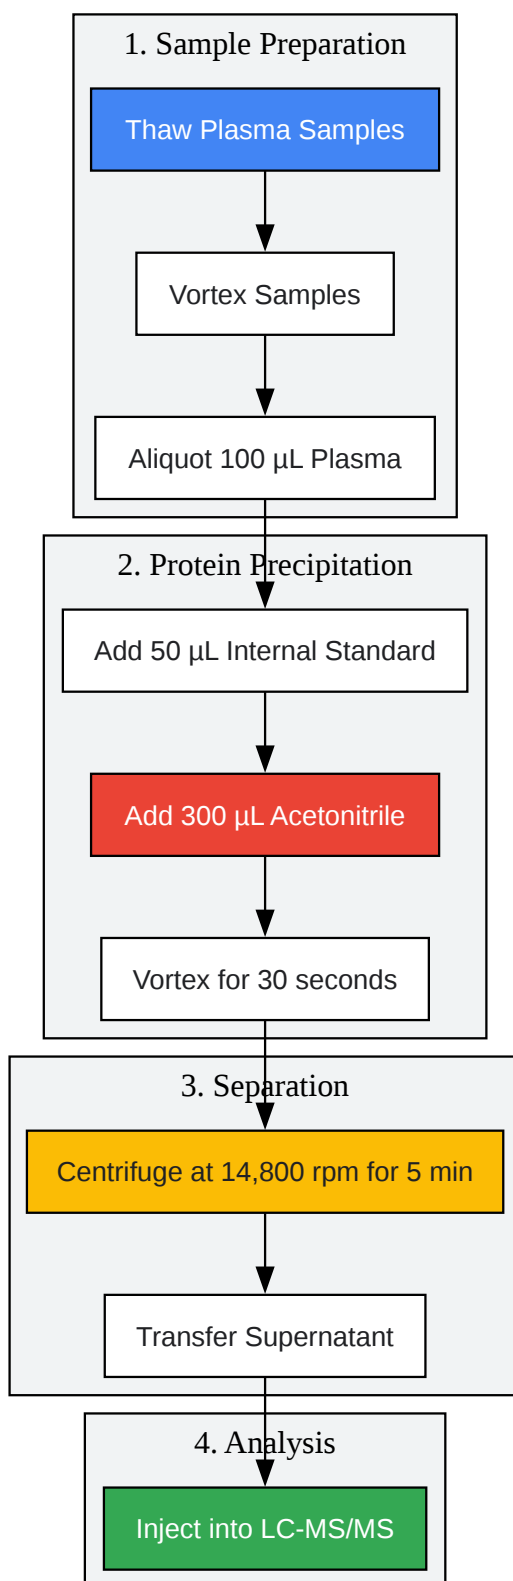 1. Sample Preparation
Thaw Plasma Samples
Vortex Samples
Aliquot 100 µL Plasma
2. Protein Precipitation
Add 50 µL Internal Standard
Add 300 µL Acetonitrile
Vortex for 30 seconds
3. Separation
Centrifuge at 14,800 rpm for 5 min
Transfer Supernatant
4. Analysis
Inject into LC-MS/MS